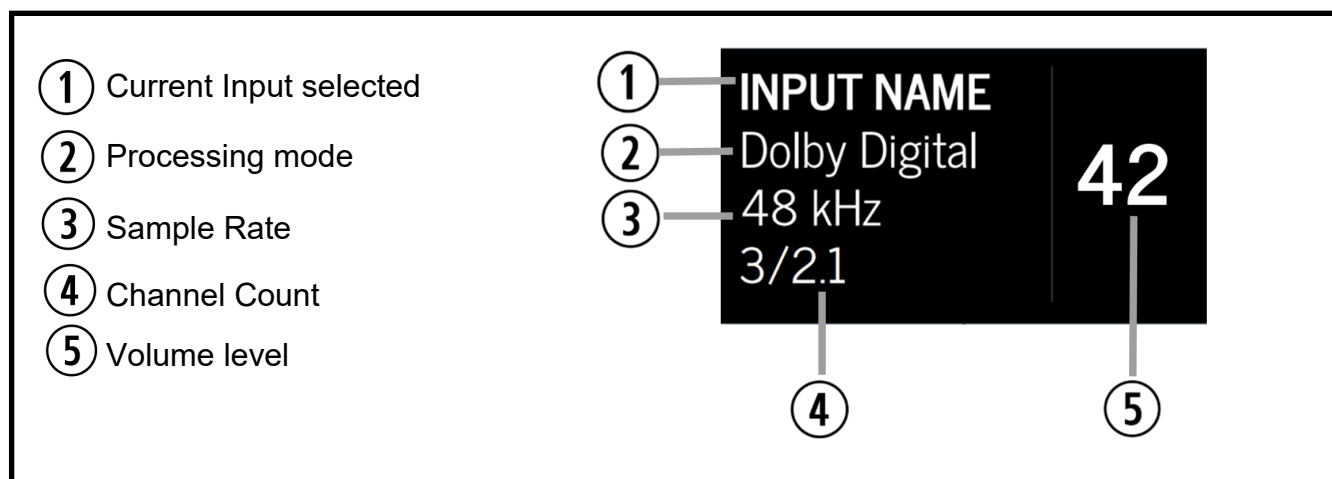 ① Current Input selected
② Processing mode
③ Sample Rate
④ Channel Count
⑤ Volume level
① INPUT NAME
② Dolby Digital
③ 48 kHz
3/2.1
42
④
⑤